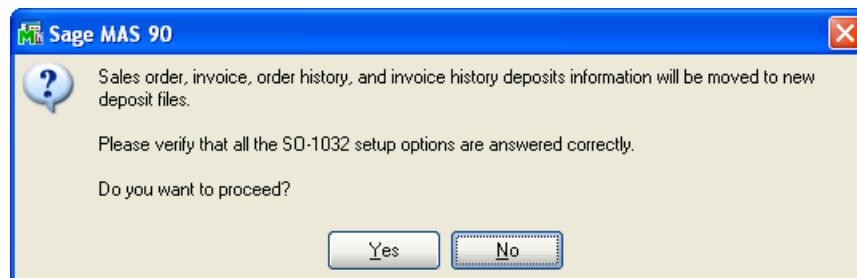 Sage MAS 90
Sales order, invoice, order history, and invoice history deposits information will be moved to new
deposit files.
Please verify that all the SO-1032 setup options are answered correctly.
Do you want to proceed?
Yes
No